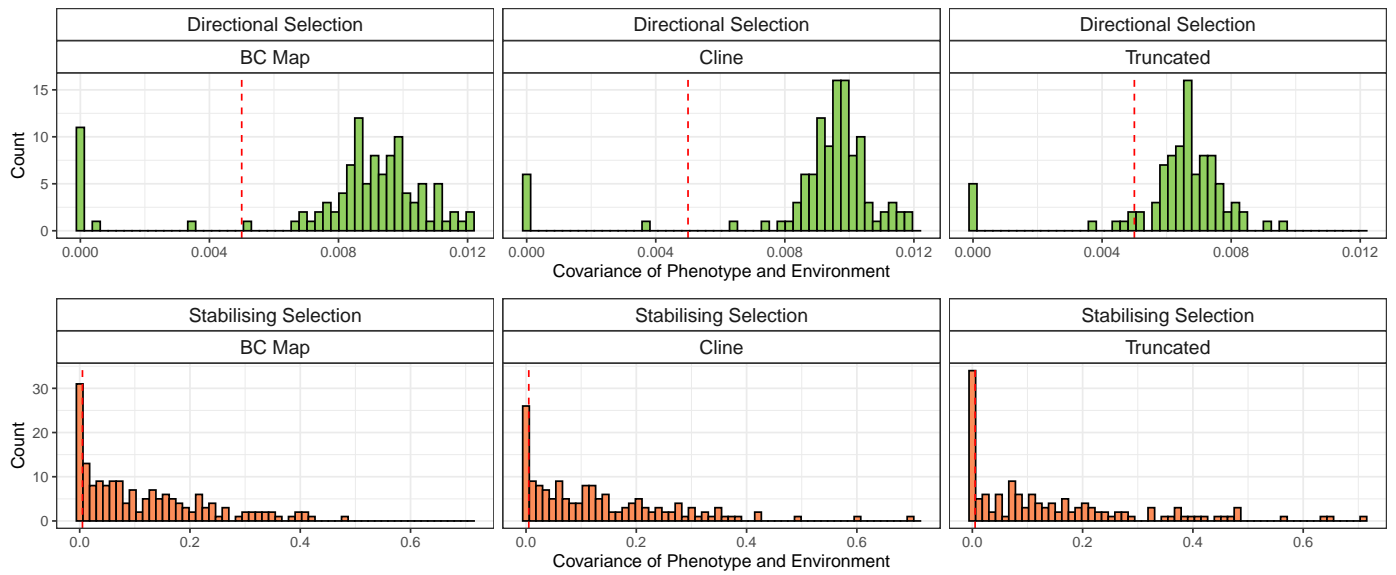 Directional Selection Directional Selection Directional Selection
BC Map Cline Truncated
15
10
5
0
Count
0.000 0.004 0.008 0.012 0.000 0.004 0.008 0.012 0.000 0.004 0.008 0.012
Covariance of Phenotype and Environment
Stabilising Selection Stabilising Selection Stabilising Selection
BC Map Cline Truncated
30
20
10
0
Count
0.0 0.2 0.4 0.6 0.0 0.2 0.4 0.6 0.0 0.2 0.4 0.6
Covariance of Phenotype and Environment